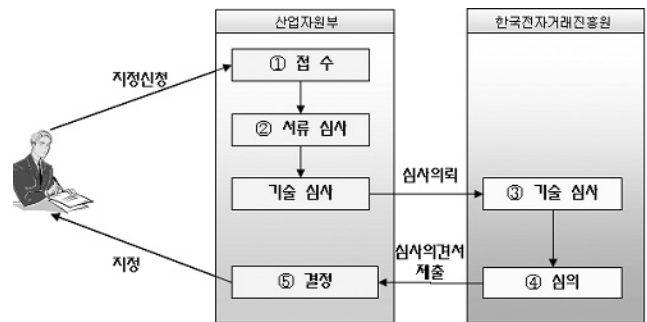 산업자원부
한국전자거래진흥원
① 접 수
지정신청
② 서류 심사
기술 심사
심사의뢰
③ 기술 심사
심사의견서
제출
지정
⑤ 결정
④ 심의